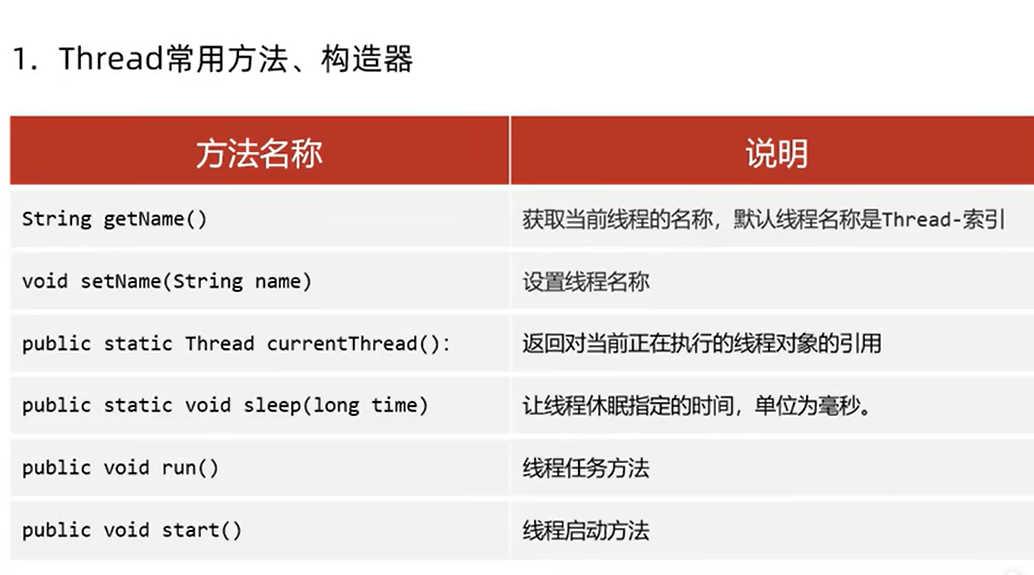 1. Thread常用方法、构造器
方法名称 说明
String getName() 获取当前线程的名称，默认线程名称是Thread-索引
void setName(String name) 设置线程名称
public static Thread currentThread()： 返回对当前正在执行的线程对象的引用
public static void sleep(long time) 让线程休眠指定的时间，单位为毫秒。
public void run() 线程任务方法
public void start() 线程启动方法